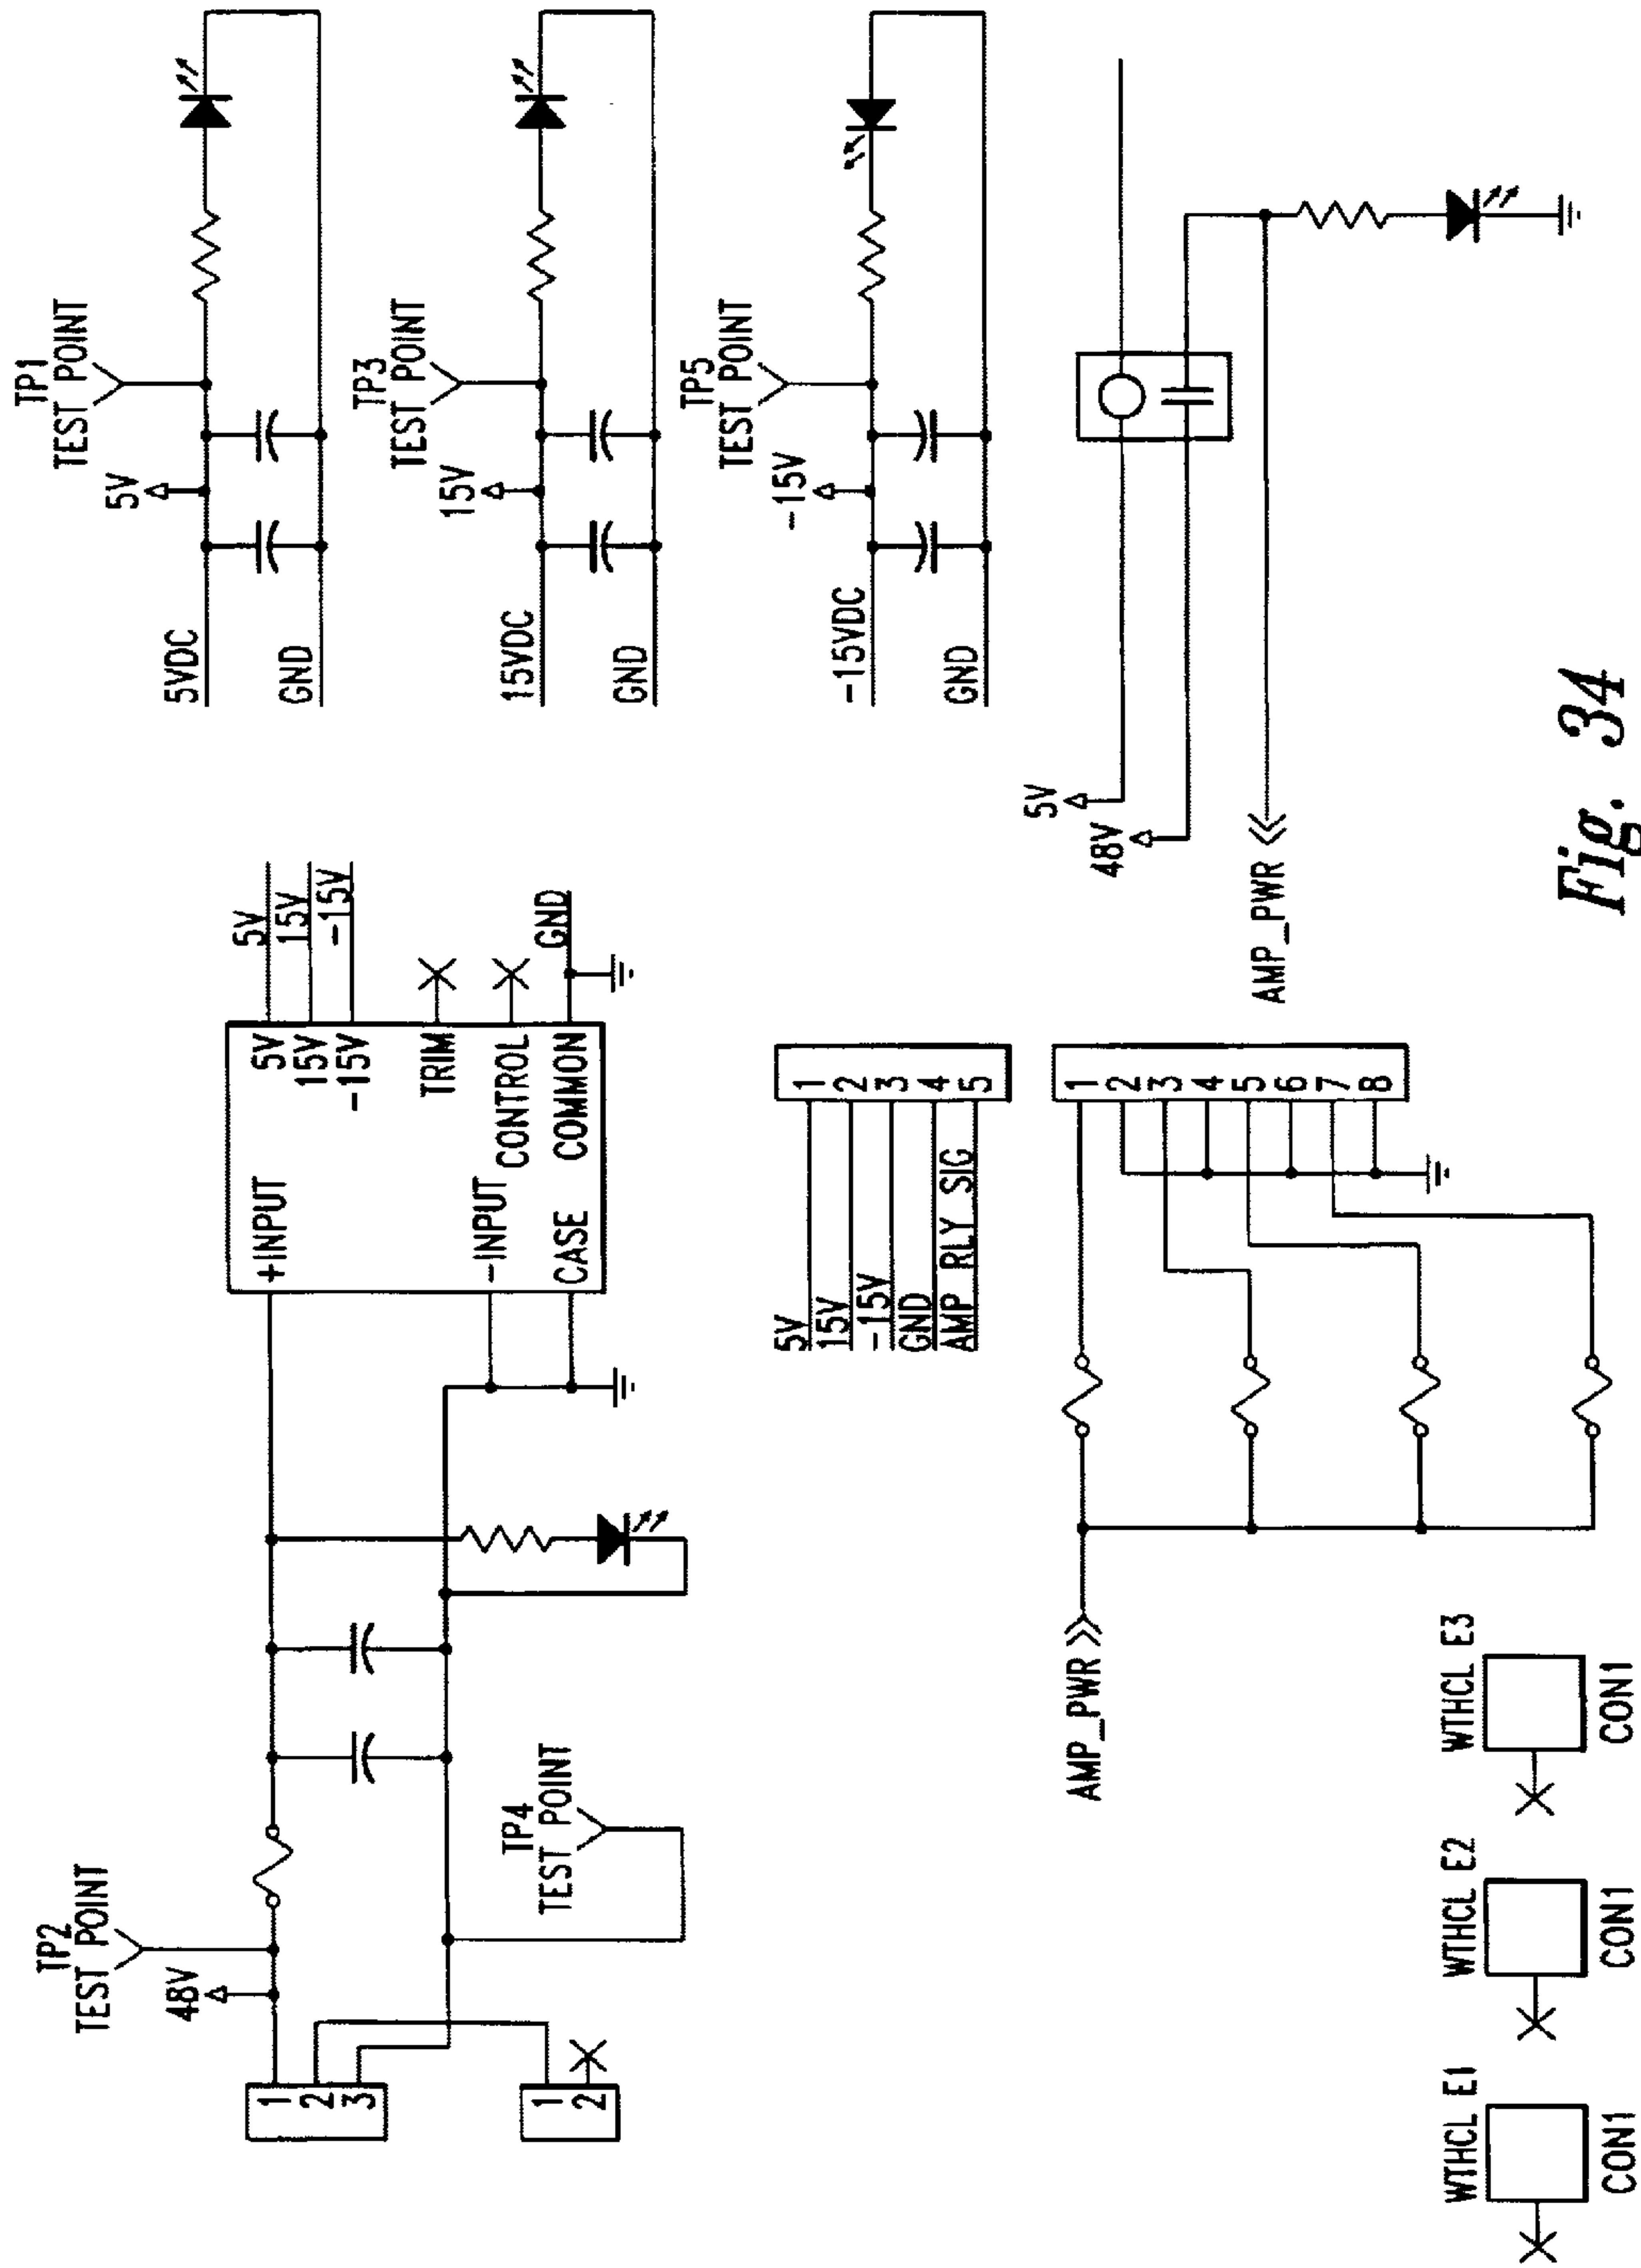 TP2
TEST POINT
48V
1
2
3
1
2
TP4
TEST POINT
+INPUT
-INPUT
CASE
5V
15V
-15V
TRIM
CONTROL
COMMON
5V
15V
-15V
GND
TP1
TEST POINT
5V
5VDC
GND
TP3
TEST POINT
15V
15VDC
GND
TP5
TEST POINT
-15V
-15VDC
GND
5V
15V
-15V
GND
AMP RLY SIG
1
2
3
4
5
5V
48V
AMP_PWR
AMP_PWR
1
2
3
4
5
6
7
8
WTHCL E1
CON1
WTHCL E2
CON1
WTHCL E3
CON1
Fig. 34